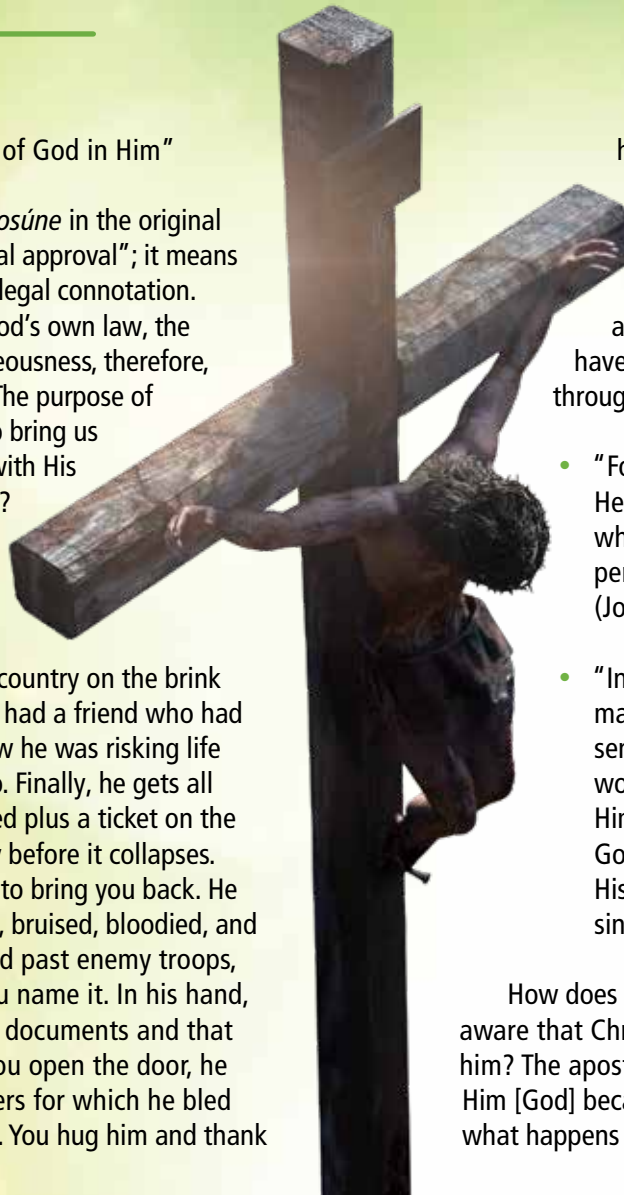 of God in Him”
osúne in the original
al approval”; it means
legal connotation.
od’s own law, the
eousness, therefore,
The purpose of
o bring us
with His
?
country on the brink
had a friend who had
w he was risking life
o. Finally, he gets all
ed plus a ticket on the
y before it collapses.
to bring you back. He
, bruised, bloodied, and
d past enemy troops,
u name it. In his hand,
documents and that
ou open the door, he
ers for which he bled
. You hug him and thank
h
a
have
throug
• “Fo
He
wh
per
(Jo
• “In
ma
ser
wo
Him
Go
His
sin
How does
aware that Chr
him? The apost
Him [God] beca
what happens